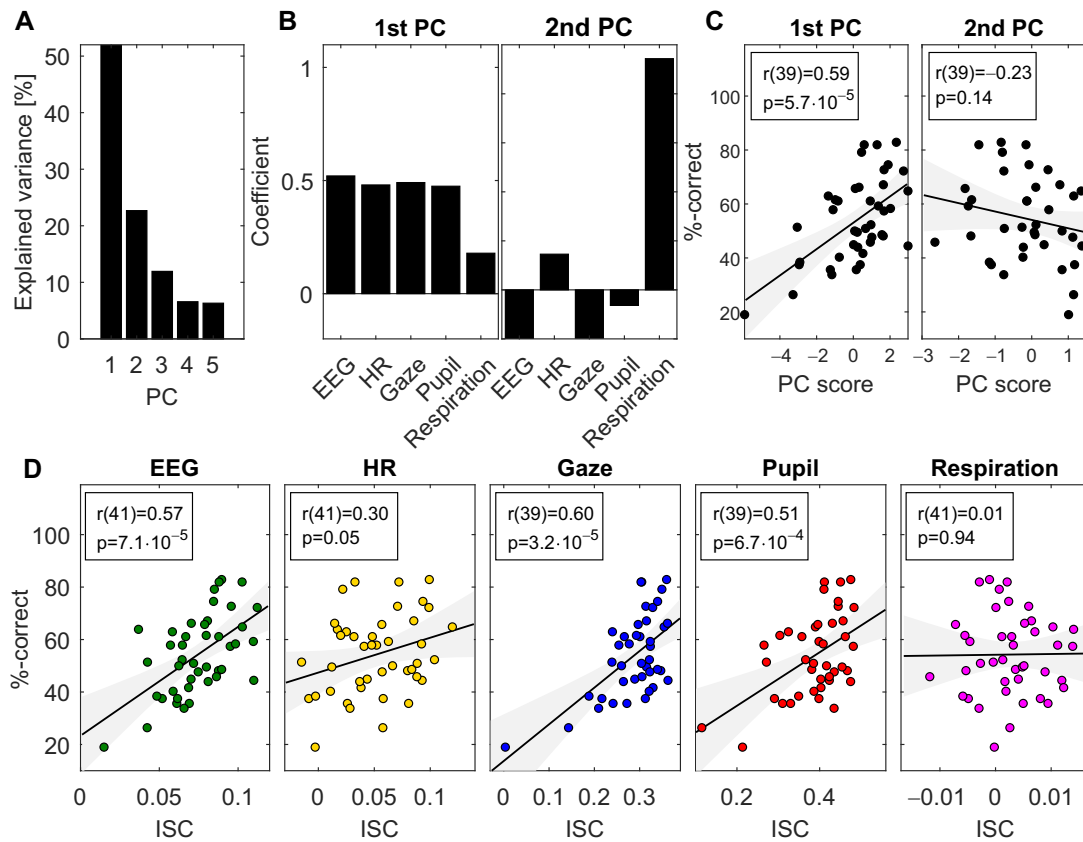 A
Explained variance [%]
50
40
30
20
10
0
1 2 3 4 5
PC
B
1st PC
2nd PC
Coefficient
1
0.5
0
EEG
HR
Gaze
Pupil
Respiration
EEG
HR
Gaze
Pupil
Respiration
C
1st PC
2nd PC
%-correct
100
80
60
40
20
r(39)=0.59
p=5.7·10⁻⁵
r(39)=−0.23
p=0.14
−4 −2 0 2
−3 −2 −1 0 1
PC score
PC score
D
EEG
HR
Gaze
Pupil
Respiration
%-correct
100
80
60
40
20
r(41)=0.57
p=7.1·10⁻⁵
r(41)=0.30
p=0.05
r(39)=0.60
p=3.2·10⁻⁵
r(39)=0.51
p=6.7·10⁻⁴
r(41)=0.01
p=0.94
0 0.05 0.1
0 0.05 0.1
0 0.1 0.2 0.3
0.2 0.4
−0.01 0 0.01
ISC
ISC
ISC
ISC
ISC